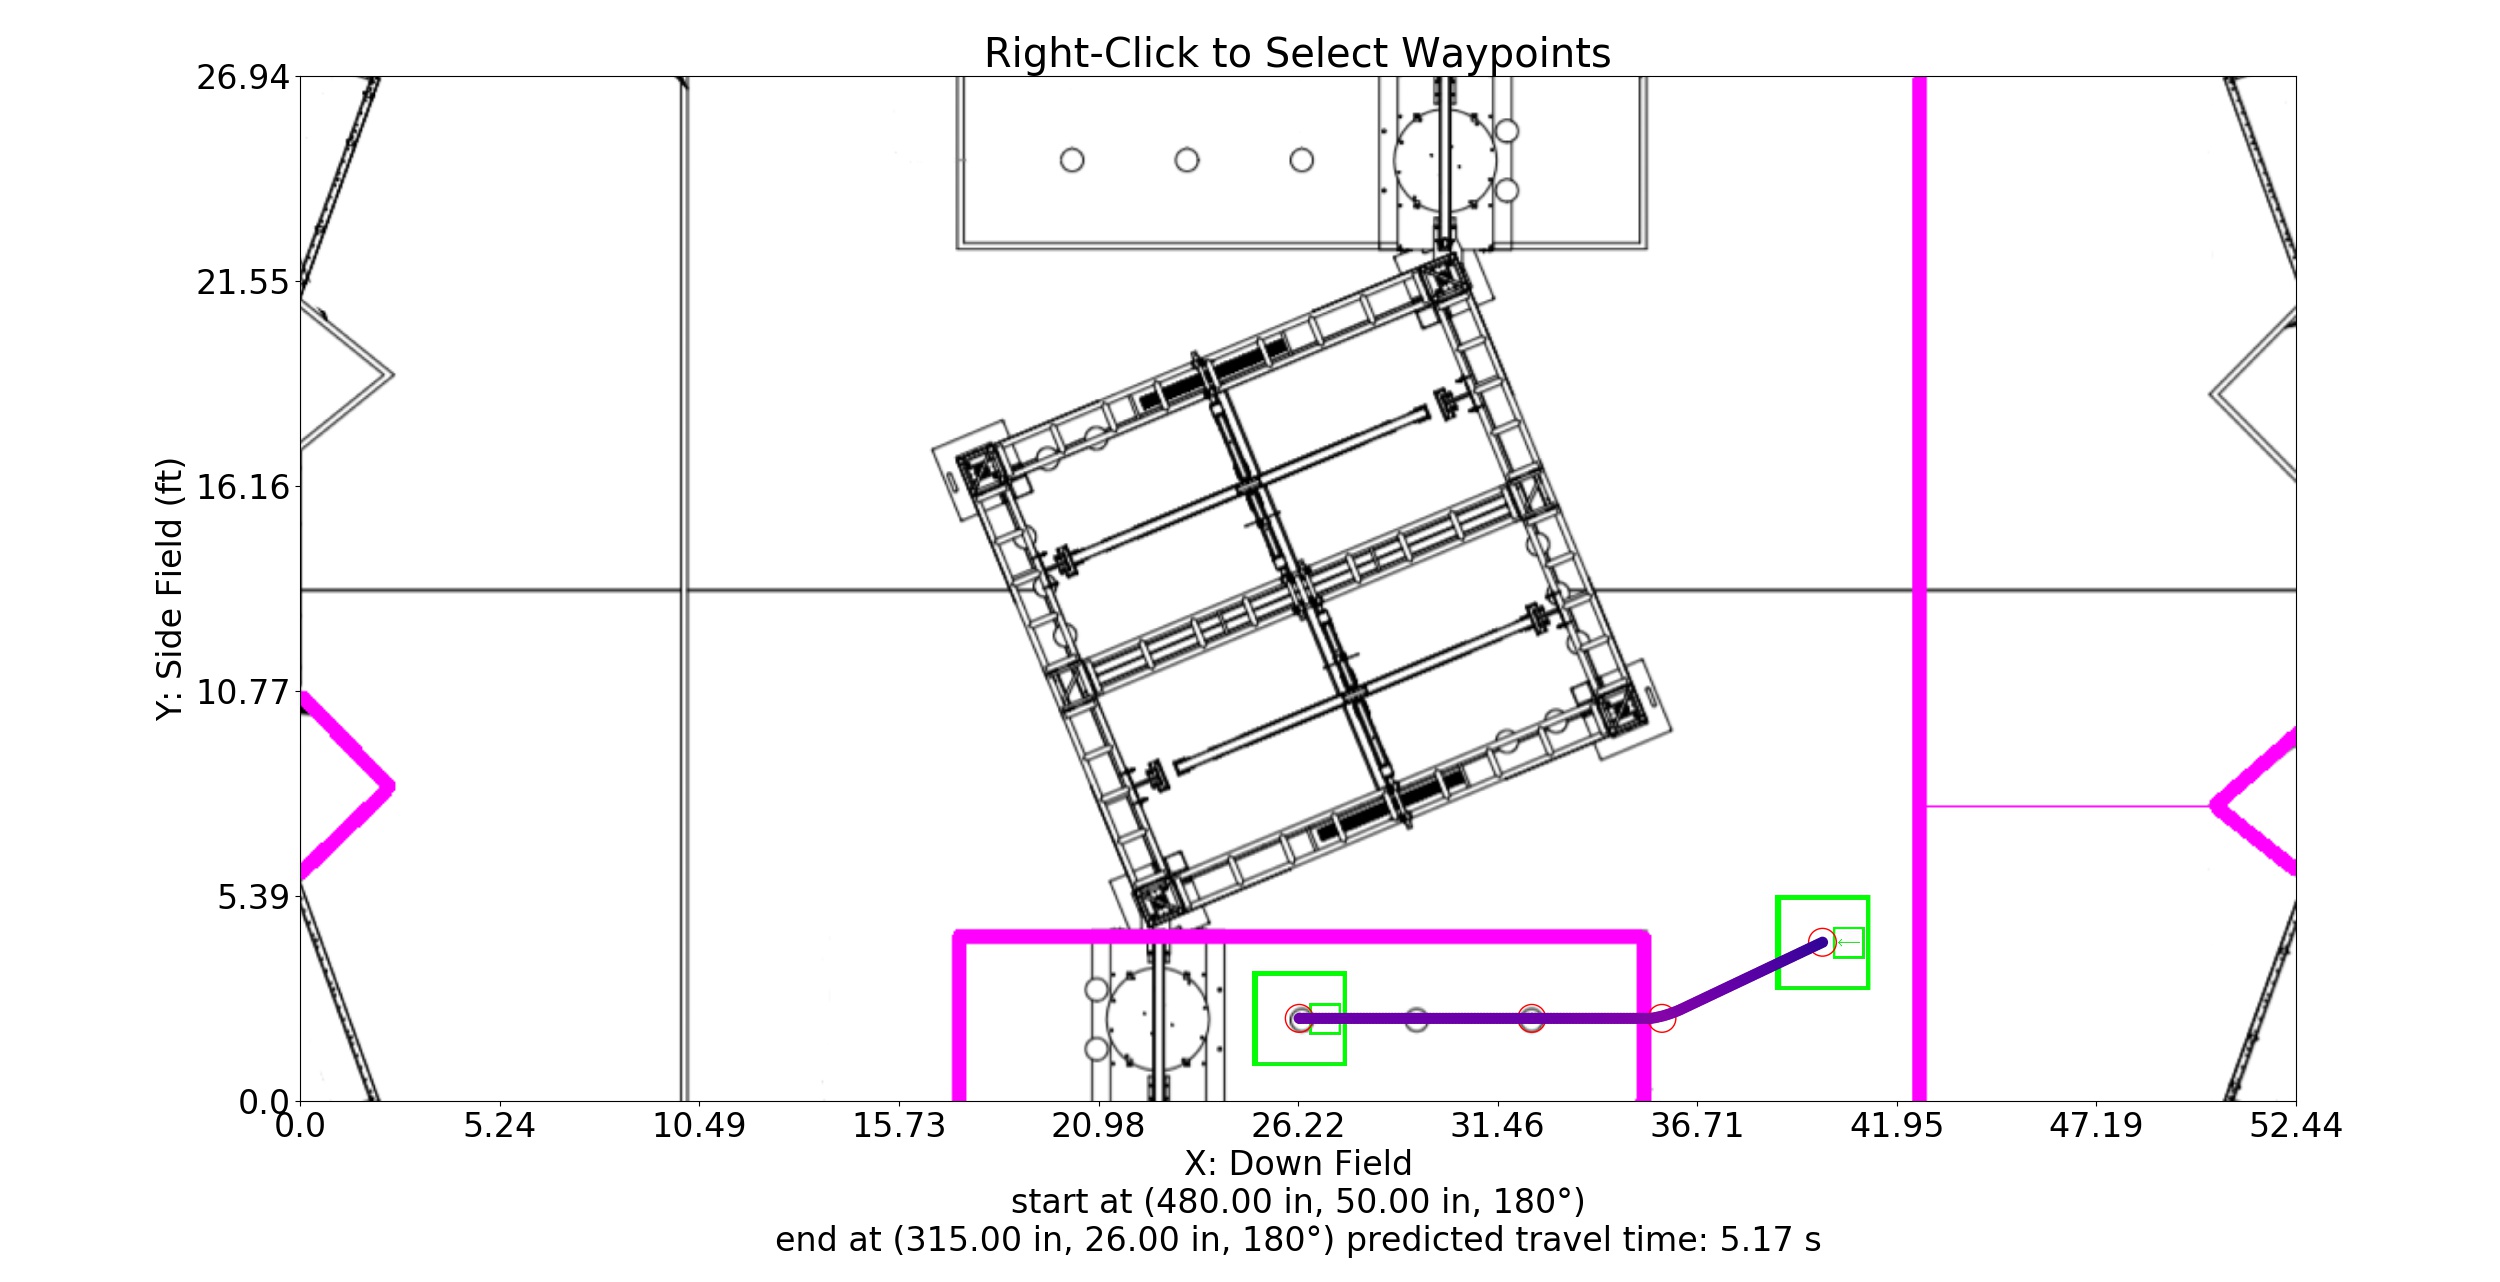 Right-Click to Select Waypoints
26.94
21.55
16.16
10.77
5.39
0.0
Y: Side Field (ft)
0.0 5.24 10.49 15.73 20.98 26.22 31.46 36.71 41.95 47.19 52.44
X: Down Field
start at (480.00 in, 50.00 in, 180°)
end at (315.00 in, 26.00 in, 180°) predicted travel time: 5.17 s